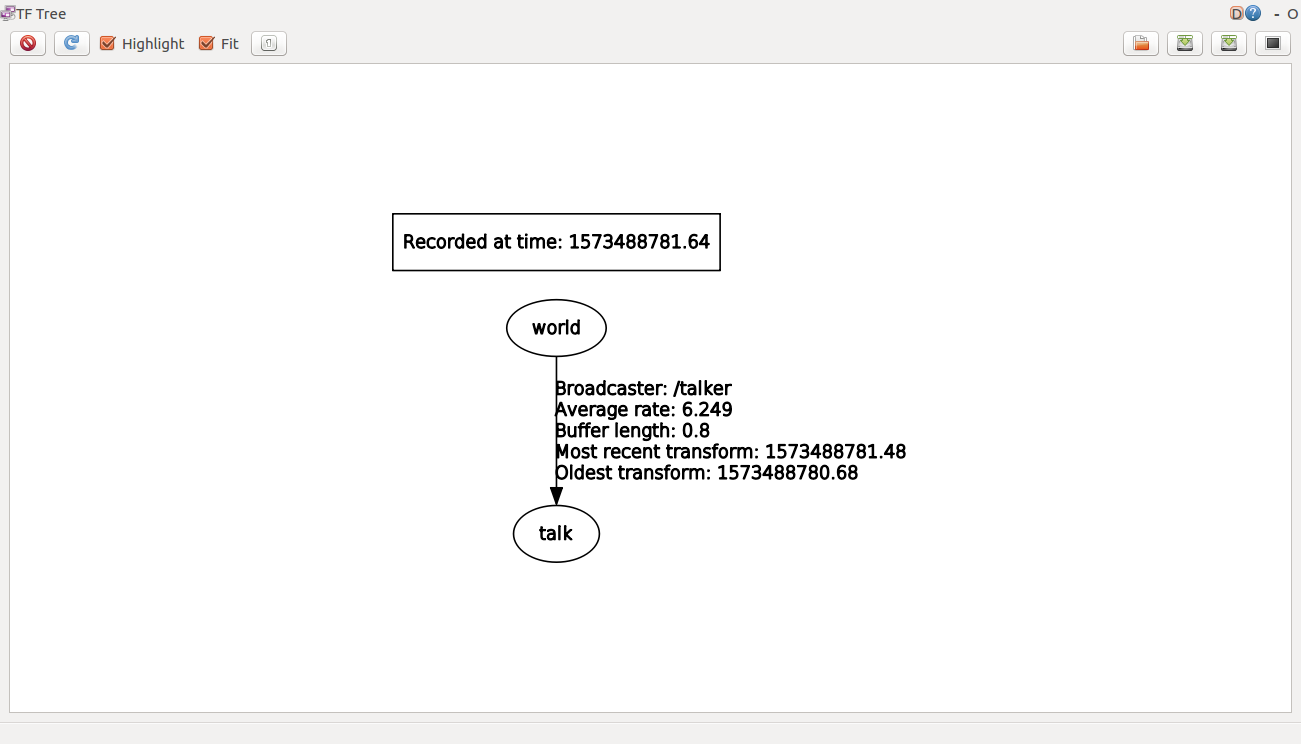 TF Tree
D ? - O
Highlight Fit
Recorded at time: 1573488781.64
world
Broadcaster: /talker
Average rate: 6.249
Buffer length: 0.8
Most recent transform: 1573488781.48
Oldest transform: 1573488780.68
talk